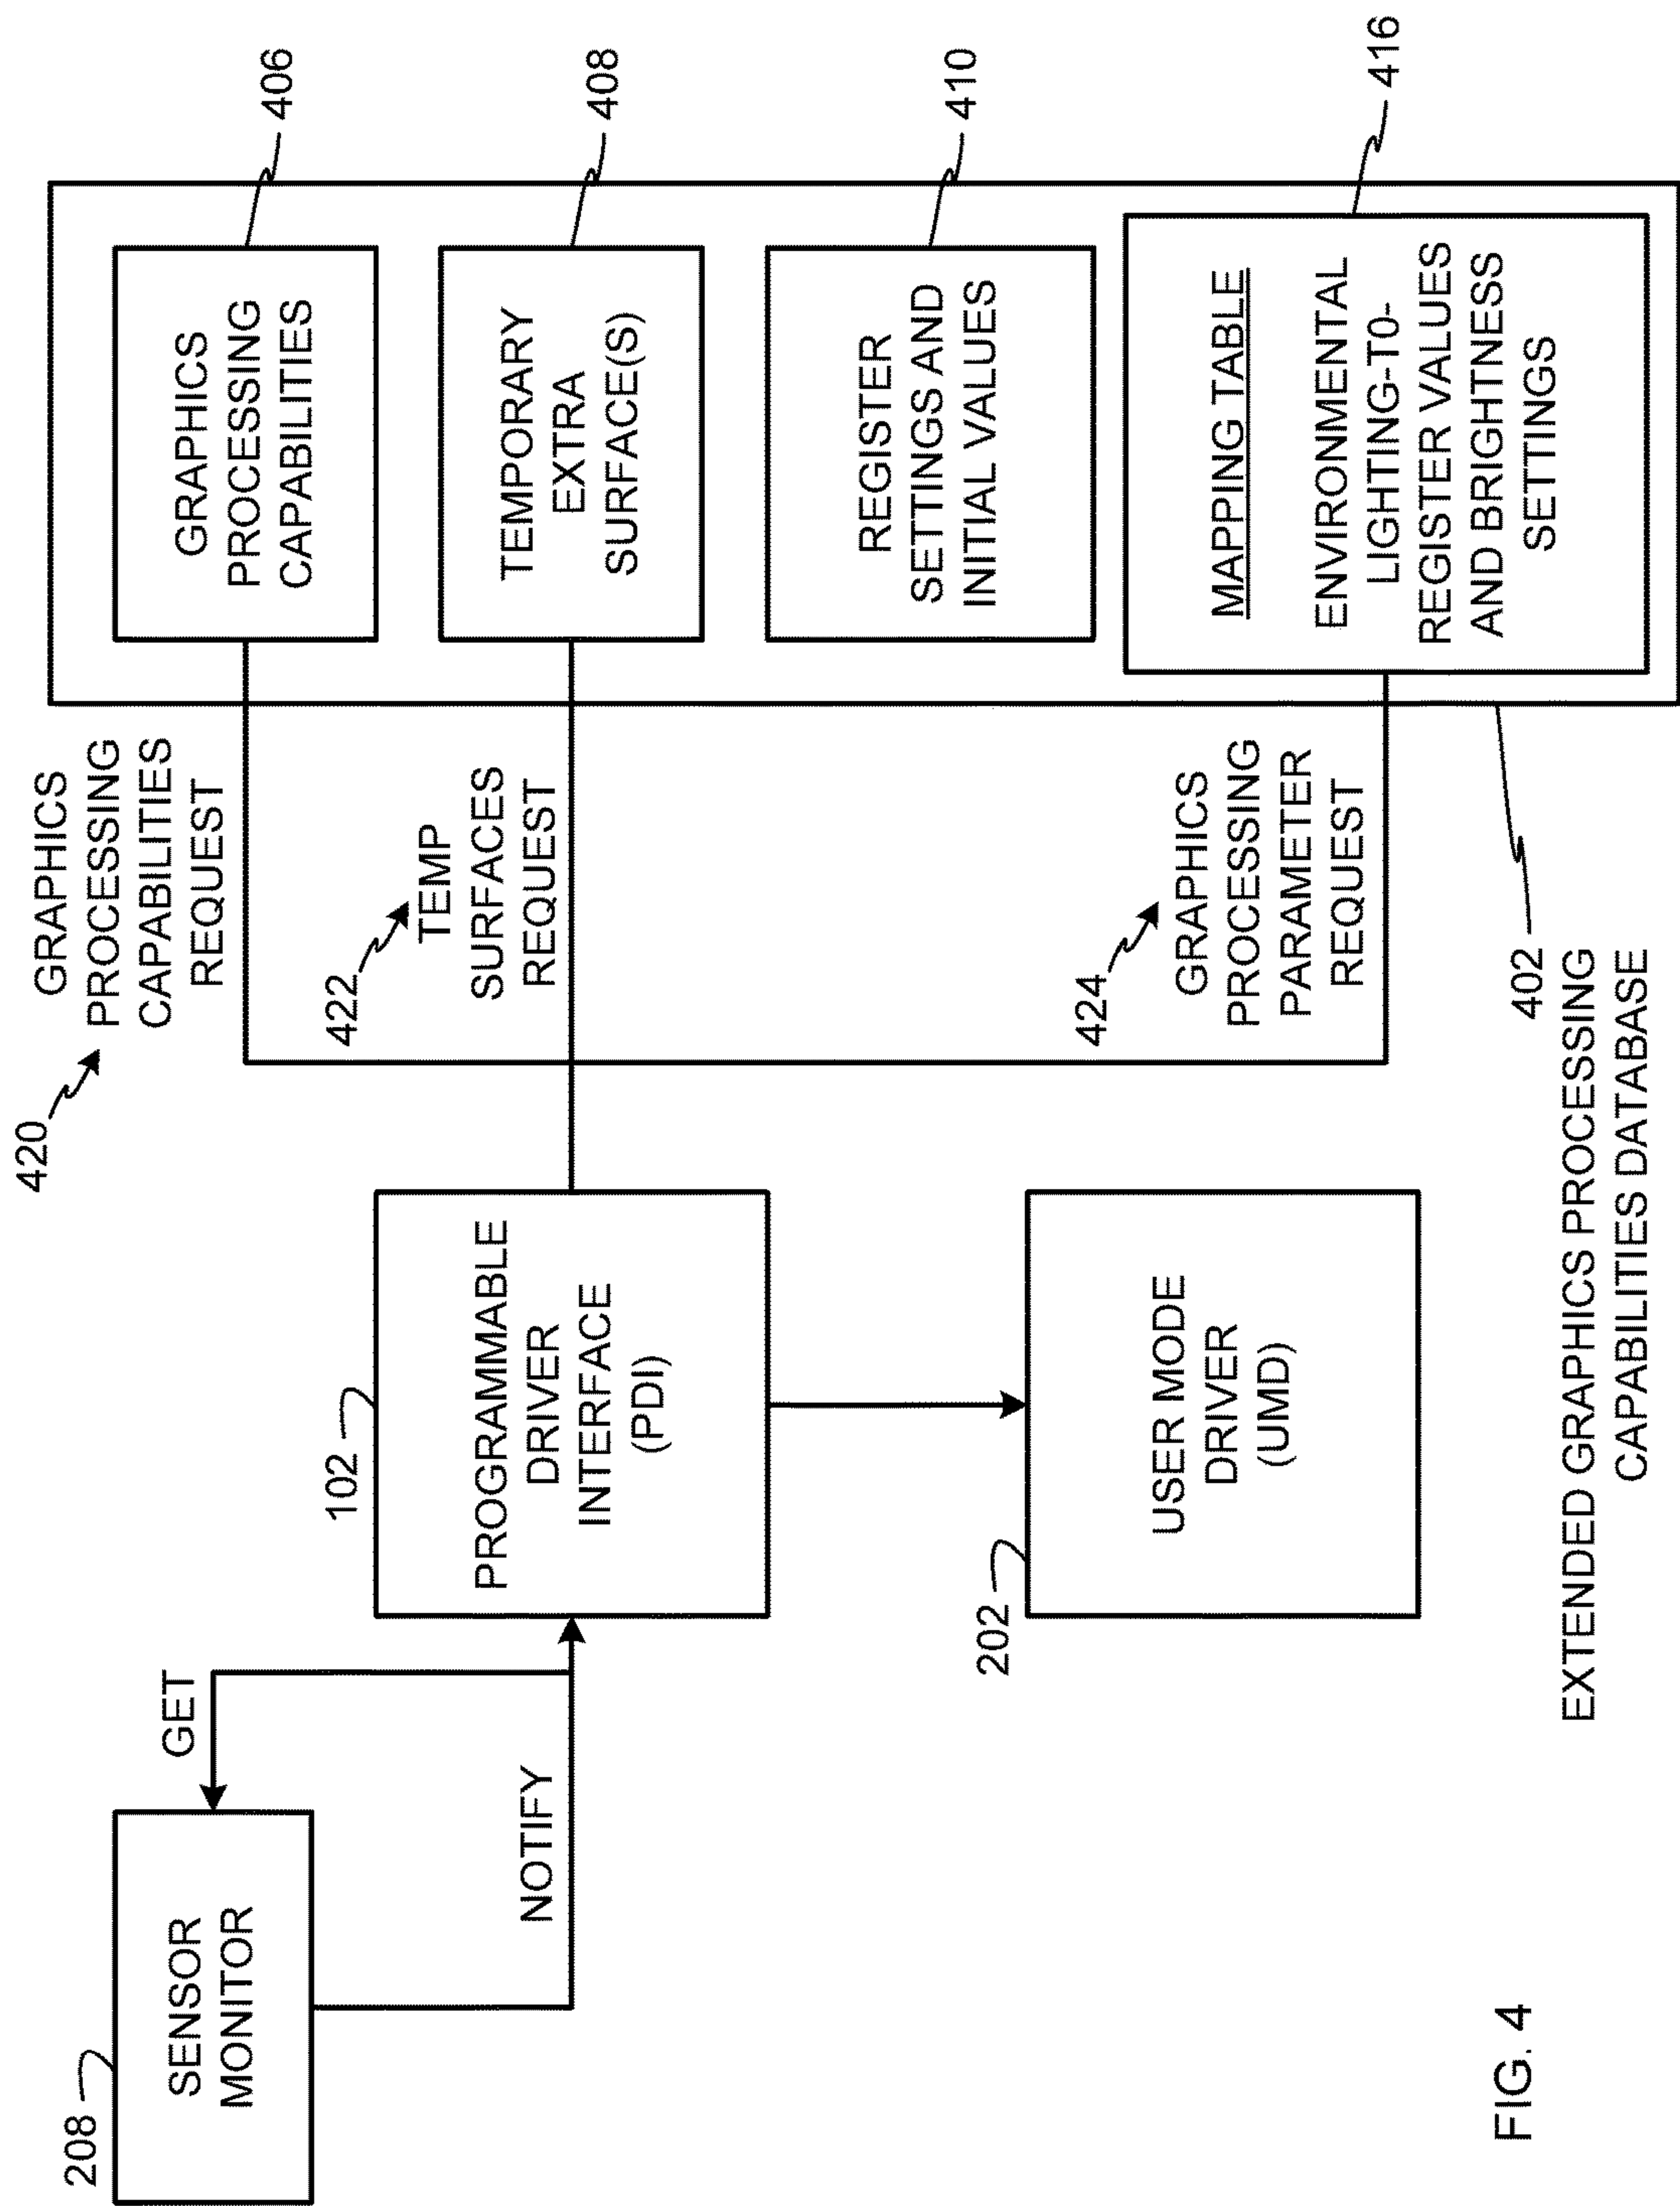 420
GRAPHICS
PROCESSING
CAPABILITIES
REQUEST
406
GRAPHICS
PROCESSING
CAPABILITIES
208
SENSOR
MONITOR
GET
NOTIFY
102
PROGRAMMABLE
DRIVER
INTERFACE
(PDI)
422
TEMP
SURFACES
REQUEST
408
TEMPORARY
EXTRA
SURFACE(S)
410
REGISTER
SETTINGS AND
INITIAL VALUES
202
USER MODE
DRIVER
(UMD)
424
GRAPHICS
PROCESSING
PARAMETER
REQUEST
416
MAPPING TABLE
ENVIRONMENTAL
LIGHTING-T0-
REGISTER VALUES
AND BRIGHTNESS
SETTINGS
402
EXTENDED GRAPHICS PROCESSING
CAPABILITIES DATABASE
FIG. 4